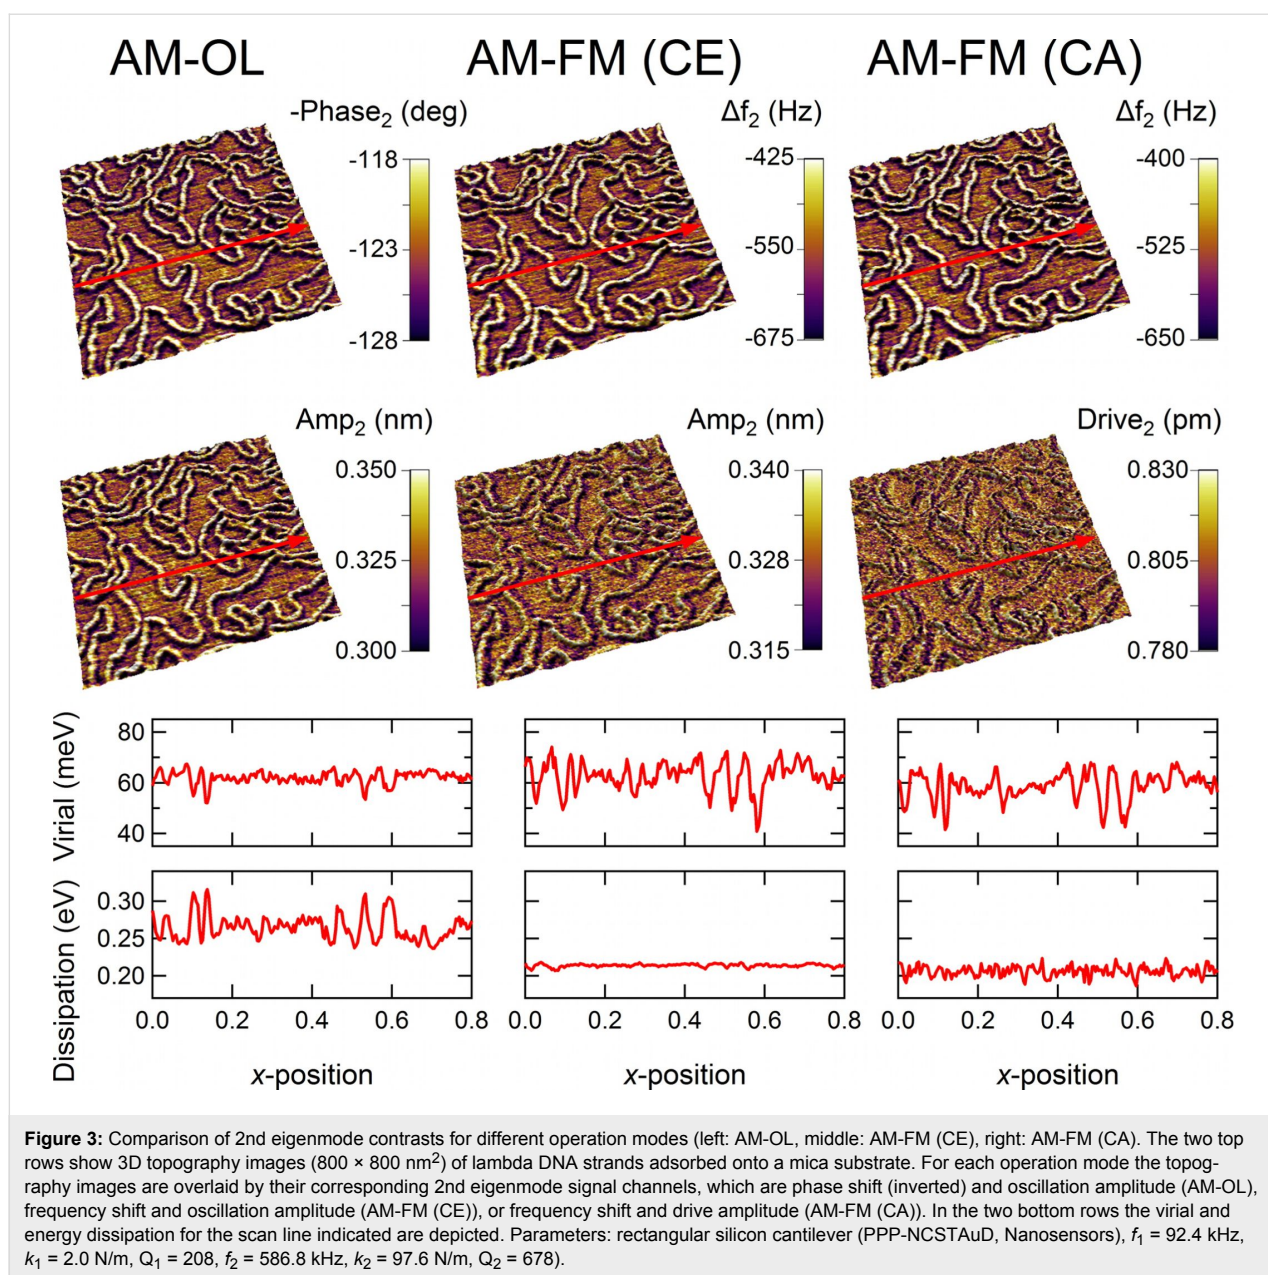 AM-OL AM-FM (CE) AM-FM (CA)
-Phase₂ (deg) Δf₂ (Hz) Δf₂ (Hz)
-118 -425 -400
-123 -550 -525
-128 -675 -650
Amp₂ (nm) Amp₂ (nm) Drive₂ (pm)
0.350 0.340 0.830
0.325 0.328 0.805
0.300 0.315 0.780
Virial (meV)
80
60
40
Dissipation (eV)
0.30
0.25
0.20
0.0 0.2 0.4 0.6 0.8 0.0 0.2 0.4 0.6 0.8 0.0 0.2 0.4 0.6 0.8
x-position x-position x-position
Figure 3: Comparison of 2nd eigenmode contrasts for different operation modes (left: AM-OL, middle: AM-FM (CE), right: AM-FM (CA). The two top
rows show 3D topography images (800 × 800 nm²) of lambda DNA strands adsorbed onto a mica substrate. For each operation mode the topog-
raphy images are overlaid by their corresponding 2nd eigenmode signal channels, which are phase shift (inverted) and oscillation amplitude (AM-OL),
frequency shift and oscillation amplitude (AM-FM (CE)), or frequency shift and drive amplitude (AM-FM (CA)). In the two bottom rows the virial and
energy dissipation for the scan line indicated are depicted. Parameters: rectangular silicon cantilever (PPP-NCSTAuD, Nanosensors), f₁ = 92.4 kHz,
k₁ = 2.0 N/m, Q₁ = 208, f₂ = 586.8 kHz, k₂ = 97.6 N/m, Q₂ = 678).